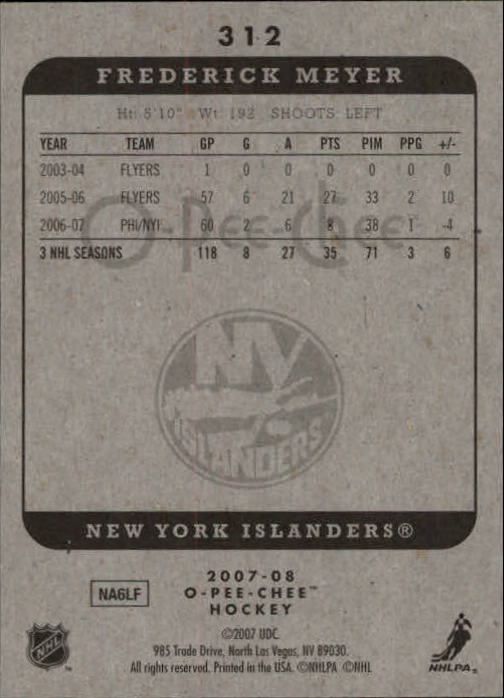 312
FREDERICK MEYER
Ht: 5'10" Wt: 192 SHOOTS: LEFT
YEAR TEAM GP G A PTS PIM PPG +/-
2003-04 FLYERS 1 0 0 0 0 0 0
2005-06 FLYERS 57 6 21 27 33 2 10
2006-07 PHI/NYI 60 2 6 8 38 1 -4
O-PEE-CHEE
3 NHL SEASONS 118 8 27 35 71 3 6
NY
ISLANDERS
NEW YORK ISLANDERS®
2007-08
NA6LF
O-PEE-CHEE™
HOCKEY
©2007 UDC.
985 Trade Drive, North Las Vegas, NV 89030.
All rights reserved. Printed in the USA. ©NHLPA ©NHL
NHL
™
NHLPA®